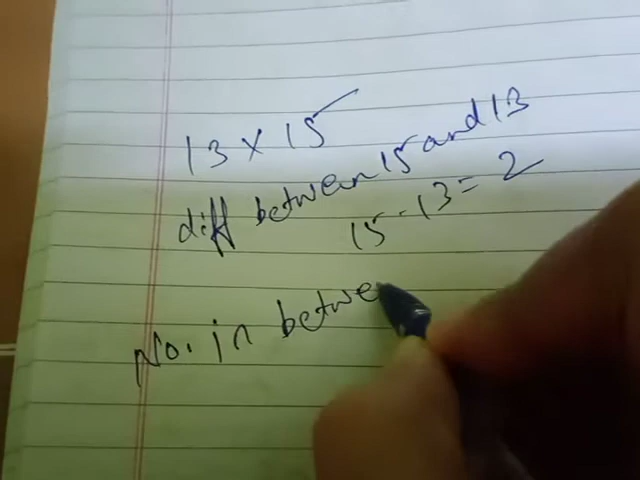 13 × 15
diff between 15 and 13
15 - 13 = 2
No. in betwe